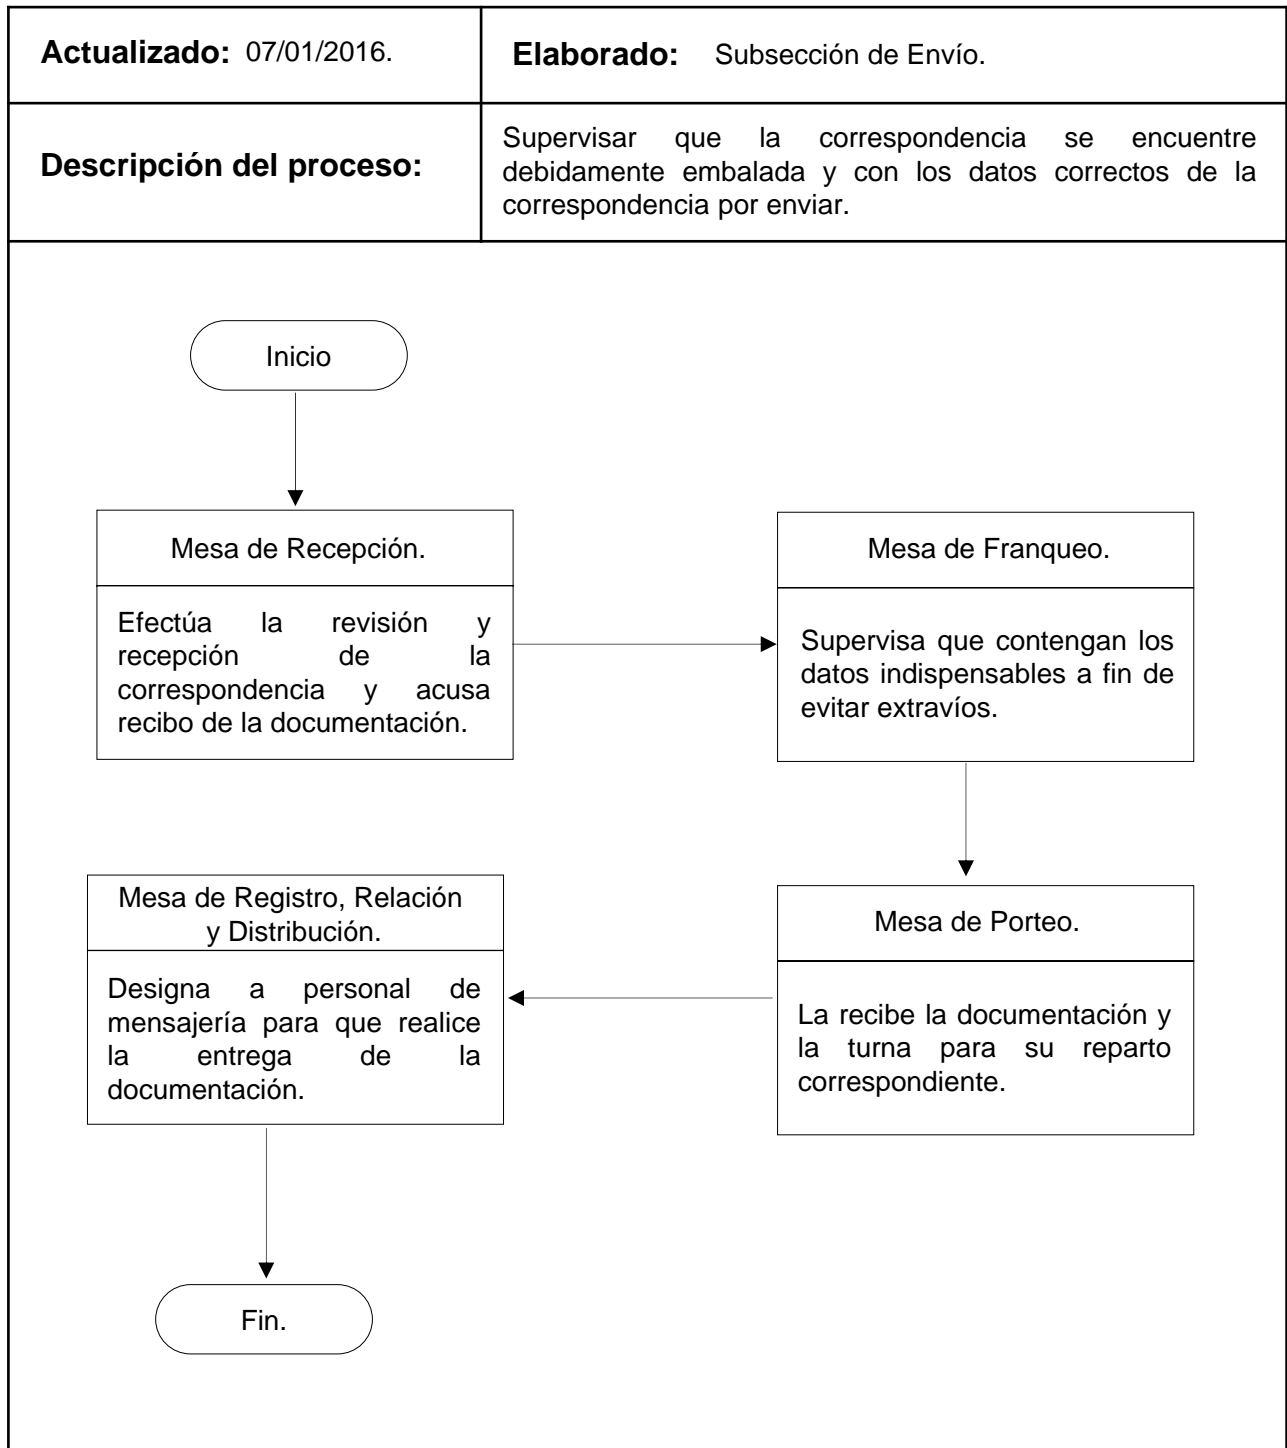 Actualizado: 07/01/2016.
Elaborado: Subsección de Envío.
Descripción del proceso:
Supervisar que la correspondencia se encuentre
debidamente embalada y con los datos correctos de la
correspondencia por enviar.
Inicio
Mesa de Recepción.
Efectúa la revisión y
recepción de la
correspondencia y acusa
recibo de la documentación.
Mesa de Franqueo.
Supervisa que contengan los
datos indispensables a fin de
evitar extravíos.
Mesa de Porteo.
La recibe la documentación y
la turna para su reparto
correspondiente.
Mesa de Registro, Relación
y Distribución.
Designa a personal de
mensajería para que realice
la entrega de la
documentación.
Fin.